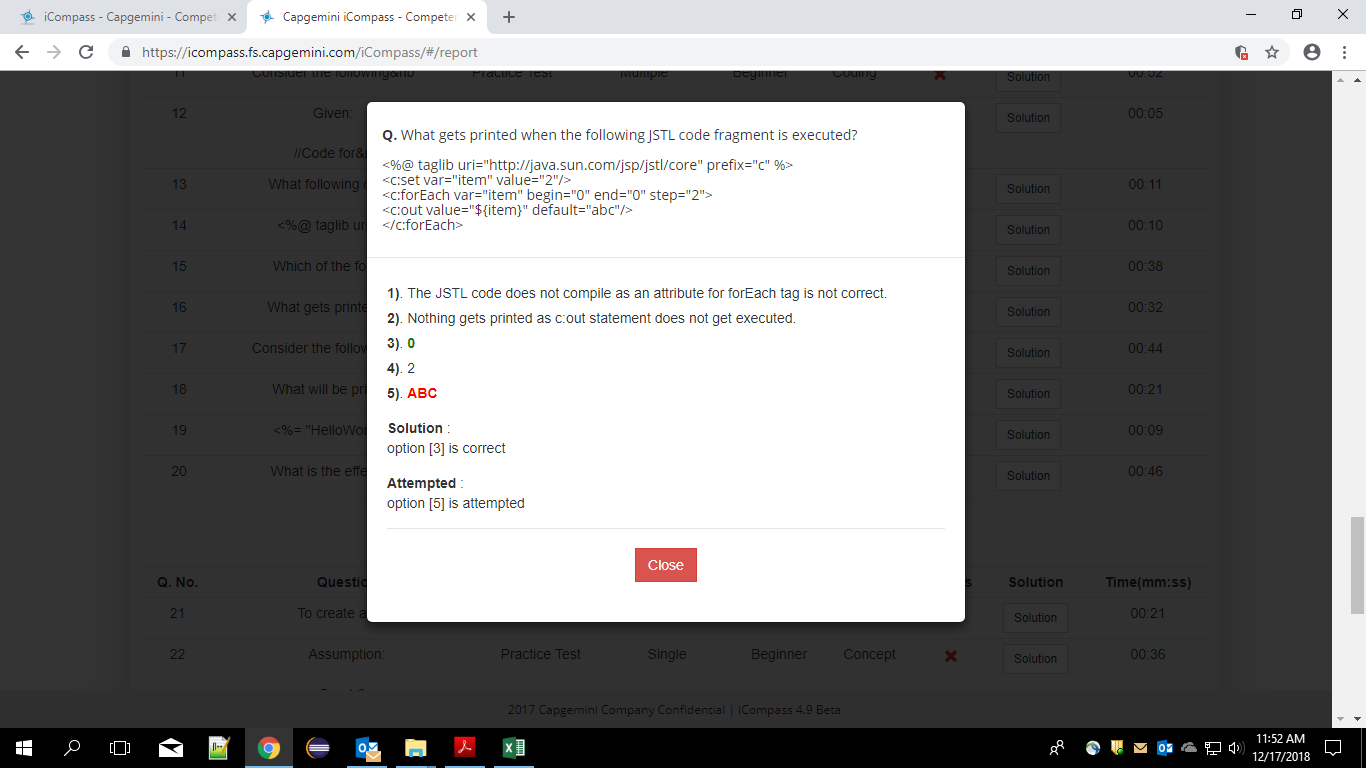 iCompass - Capgemini - Compet
Capgemini iCompass - Competen
https://icompass.fs.capgemini.com/iCompass/#/report
11 Consider the following&nb Practice Test Multiple Beginner Coding Solution 00:52
12 Given: Solution 00:05
//Code for&
Q. What gets printed when the following JSTL code fragment is executed?
<%@ taglib uri="http://java.sun.com/jsp/jstl/core" prefix="c" %>
<c:set var="item" value="2"/>
<c:forEach var="item" begin="0" end="0" step="2">
<c:out value="${item}" default="abc"/>
</c:forEach>
13 What following Solution 00:11
14 <%@ taglib ur Solution 00:10
15 Which of the fo Solution 00:38
16 What gets printe Solution 00:32
17 Consider the follow Solution 00:44
18 What will be pri Solution 00:21
19 <%= "HelloWor Solution 00:09
20 What is the effe Solution 00:46
1). The JSTL code does not compile as an attribute for forEach tag is not correct.
2). Nothing gets printed as c:out statement does not get executed.
3). 0
4). 2
5). ABC
Solution :
option [3] is correct
Attempted :
option [5] is attempted
Close
Q. No. Questio s Solution Time(mm:ss)
21 To create a Solution 00:21
22 Assumption: Practice Test Single Beginner Concept Solution 00:36
2017 Capgemini Company Confidential | iCompass 4.9 Beta
11:52 AM
12/17/2018